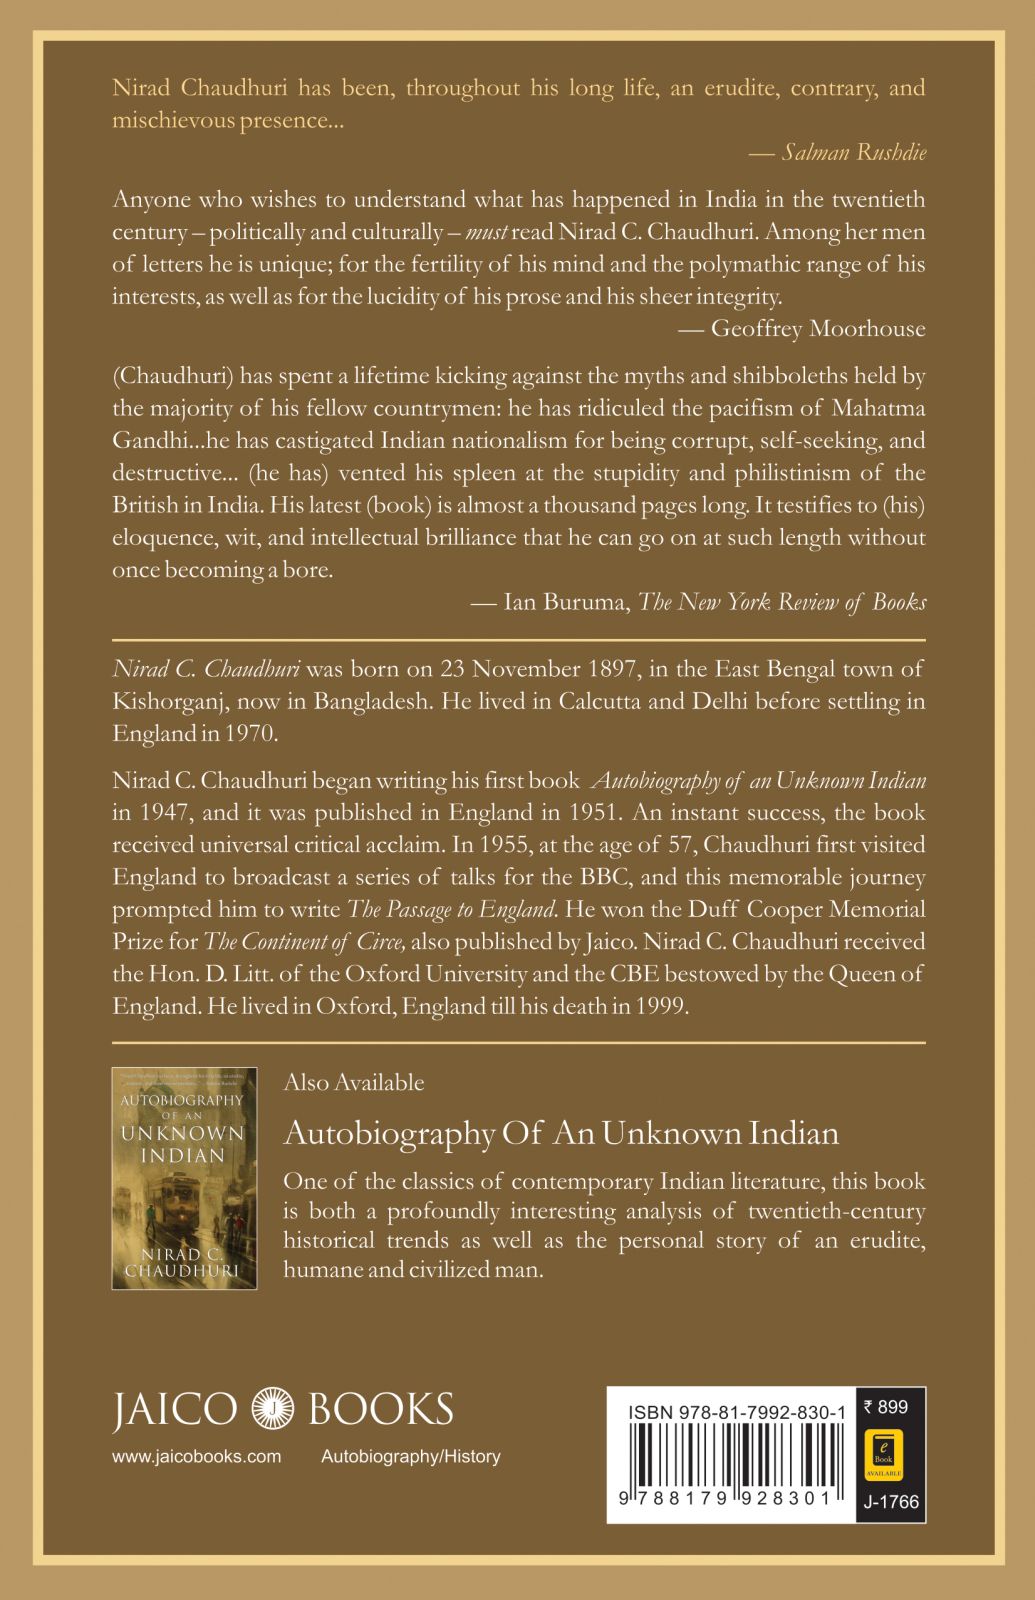 Nirad Chaudhuri has been, throughout his long life, an erudite, contrary, and
mischievous presence...
— Salman Rushdie
Anyone who wishes to understand what has happened in India in the twentieth
century – politically and culturally – must read Nirad C. Chaudhuri. Among her men
of letters he is unique; for the fertility of his mind and the polymathic range of his
interests, as well as for the lucidity of his prose and his sheer integrity.
— Geoffrey Moorhouse
(Chaudhuri) has spent a lifetime kicking against the myths and shibboleths held by
the majority of his fellow countrymen: he has ridiculed the pacifism of Mahatma
Gandhi...he has castigated Indian nationalism for being corrupt, self-seeking, and
destructive... (he has) vented his spleen at the stupidity and philistinism of the
British in India. His latest (book) is almost a thousand pages long. It testifies to (his)
eloquence, wit, and intellectual brilliance that he can go on at such length without
once becoming a bore.
— Ian Buruma, The New York Review of Books
Nirad C. Chaudhuri was born on 23 November 1897, in the East Bengal town of
Kishorganj, now in Bangladesh. He lived in Calcutta and Delhi before settling in
England in 1970.
Nirad C. Chaudhuri began writing his first book Autobiography of an Unknown Indian
in 1947, and it was published in England in 1951. An instant success, the book
received universal critical acclaim. In 1955, at the age of 57, Chaudhuri first visited
England to broadcast a series of talks for the BBC, and this memorable journey
prompted him to write The Passage to England. He won the Duff Cooper Memorial
Prize for The Continent of Circe, also published by Jaico. Nirad C. Chaudhuri received
the Hon. D. Litt. of the Oxford University and the CBE bestowed by the Queen of
England. He lived in Oxford, England till his death in 1999.
AUTOBIOGRAPHY
OF AN
UNKNOWN
INDIAN
NIRAD C.
CHAUDHURI
Also Available
Autobiography Of An Unknown Indian
One of the classics of contemporary Indian literature, this book
is both a profoundly interesting analysis of twentieth-century
historical trends as well as the personal story of an erudite,
humane and civilized man.
JAICO J BOOKS
www.jaicobooks.com Autobiography/History
ISBN 978-81-7992-830-1
9 788179 928301
₹ 899
e
Book
AVAILABLE
J-1766